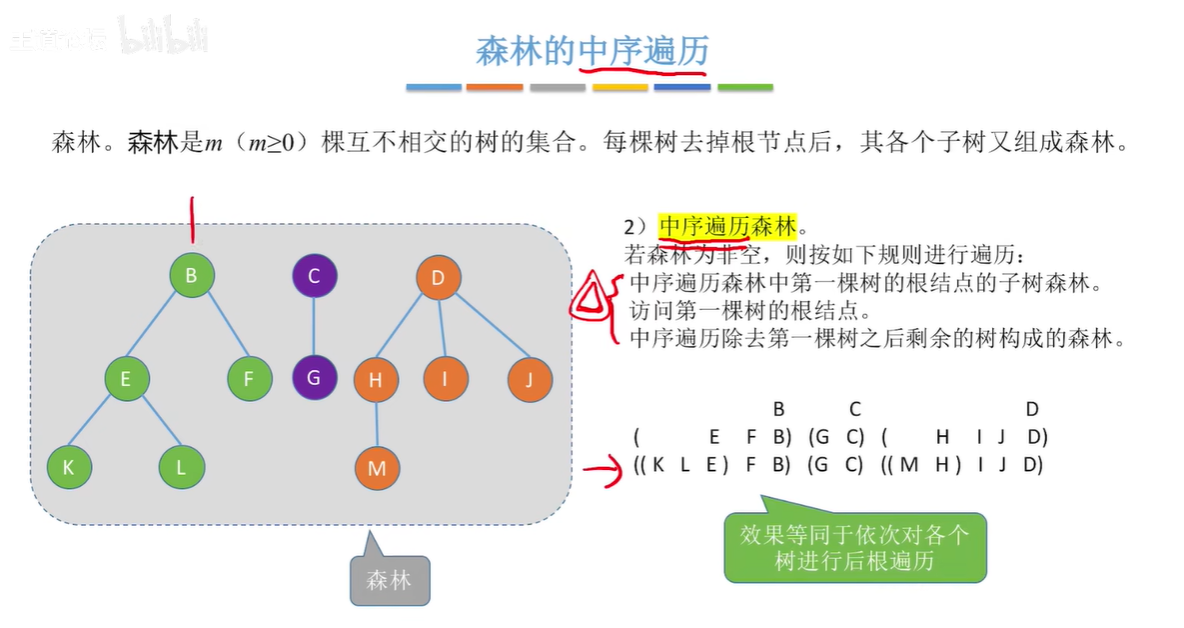 王道论坛 bilibili
森林的中序遍历
森林。森林是m（m≥0）棵互不相交的树的集合。每棵树去掉根节点后，其各个子树又组成森林。
2）中序遍历森林。
若森林为非空，则按如下规则进行遍历：
中序遍历森林中第一棵树的根结点的子树森林。
访问第一棵树的根结点。
中序遍历除去第一棵树之后剩余的树构成的森林。
B C D
E F G H I J
K L M
森林
B C D
( E F B) (G C) ( H I J D)
((K L E) F B) (G C) ((M H) I J D)
效果等同于依次对各个
树进行后根遍历